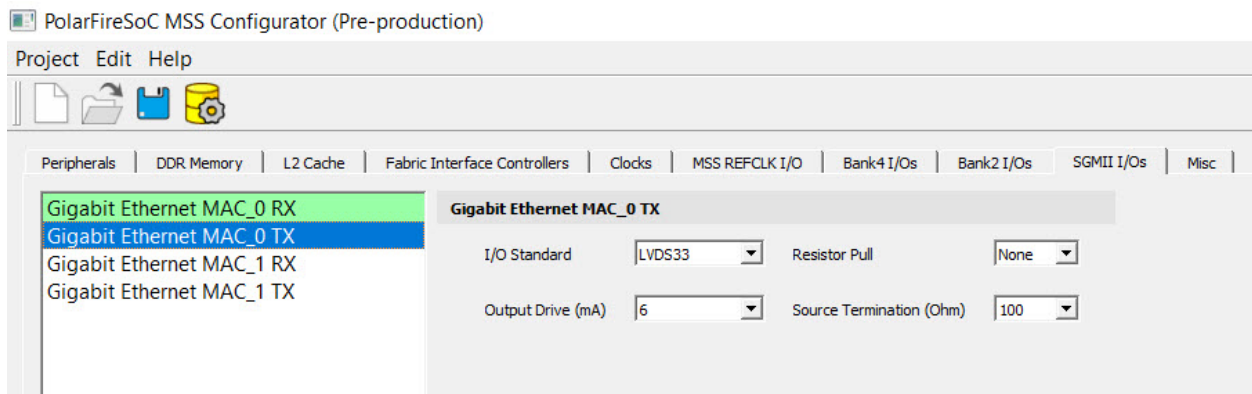 PolarFireSoC MSS Configurator (Pre-production)
Project Edit Help
Peripherals DDR Memory L2 Cache Fabric Interface Controllers Clocks MSS REFCLK I/O Bank4 I/Os Bank2 I/Os SGMII I/Os Misc
Gigabit Ethernet MAC_0 RX
Gigabit Ethernet MAC_0 TX
Gigabit Ethernet MAC_1 RX
Gigabit Ethernet MAC_1 TX
Gigabit Ethernet MAC_0 TX
I/O Standard LVDS33 Resistor Pull None
Output Drive (mA) 6 Source Termination (Ohm) 100